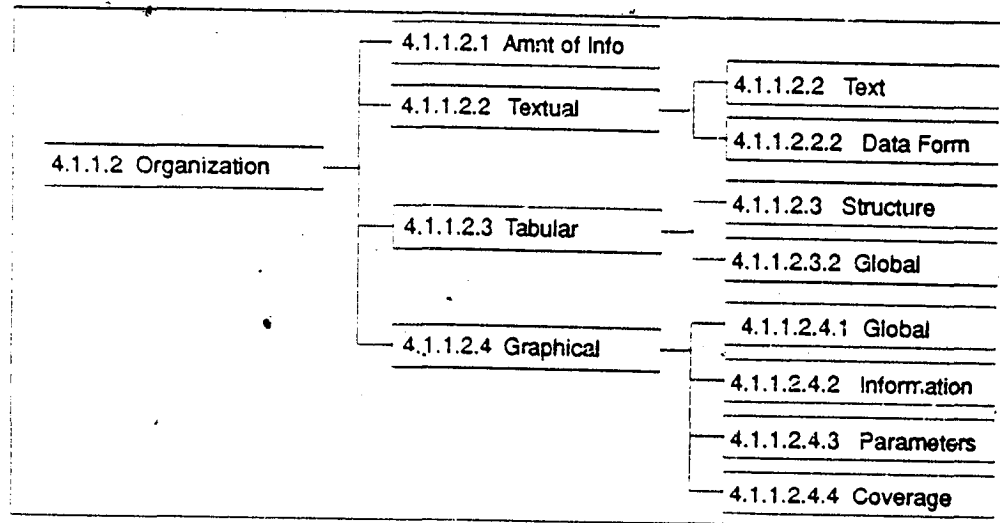 4.1.1.2 Organization
4.1.1.2.1 Amnt of Info
4.1.1.2.2 Textual
4.1.1.2.2 Text
4.1.1.2.2.2 Data Form
4.1.1.2.3 Tabular
4.1.1.2.3 Structure
4.1.1.2.3.2 Global
4.1.1.2.4 Graphical
4.1.1.2.4.1 Global
4.1.1.2.4.2 Information
4.1.1.2.4.3 Parameters
4.1.1.2.4.4 Coverage